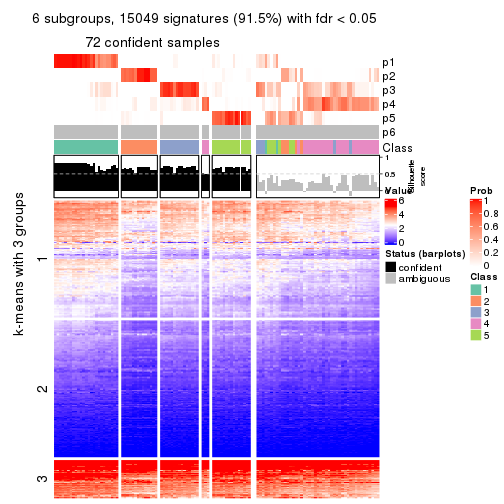 6 subgroups, 15049 signatures (91.5%) with fdr < 0.05
72 confident samples
p1
p2
p3
p4
p5
p6
Class
1
0.5
0
Silhouette
score
k-means with 3 groups
1
2
3
Value
6
4
2
0
Status (barplots)
confident
ambiguous
Prob
1
0.8
0.6
0.4
0.2
0
Class
1
2
3
4
5